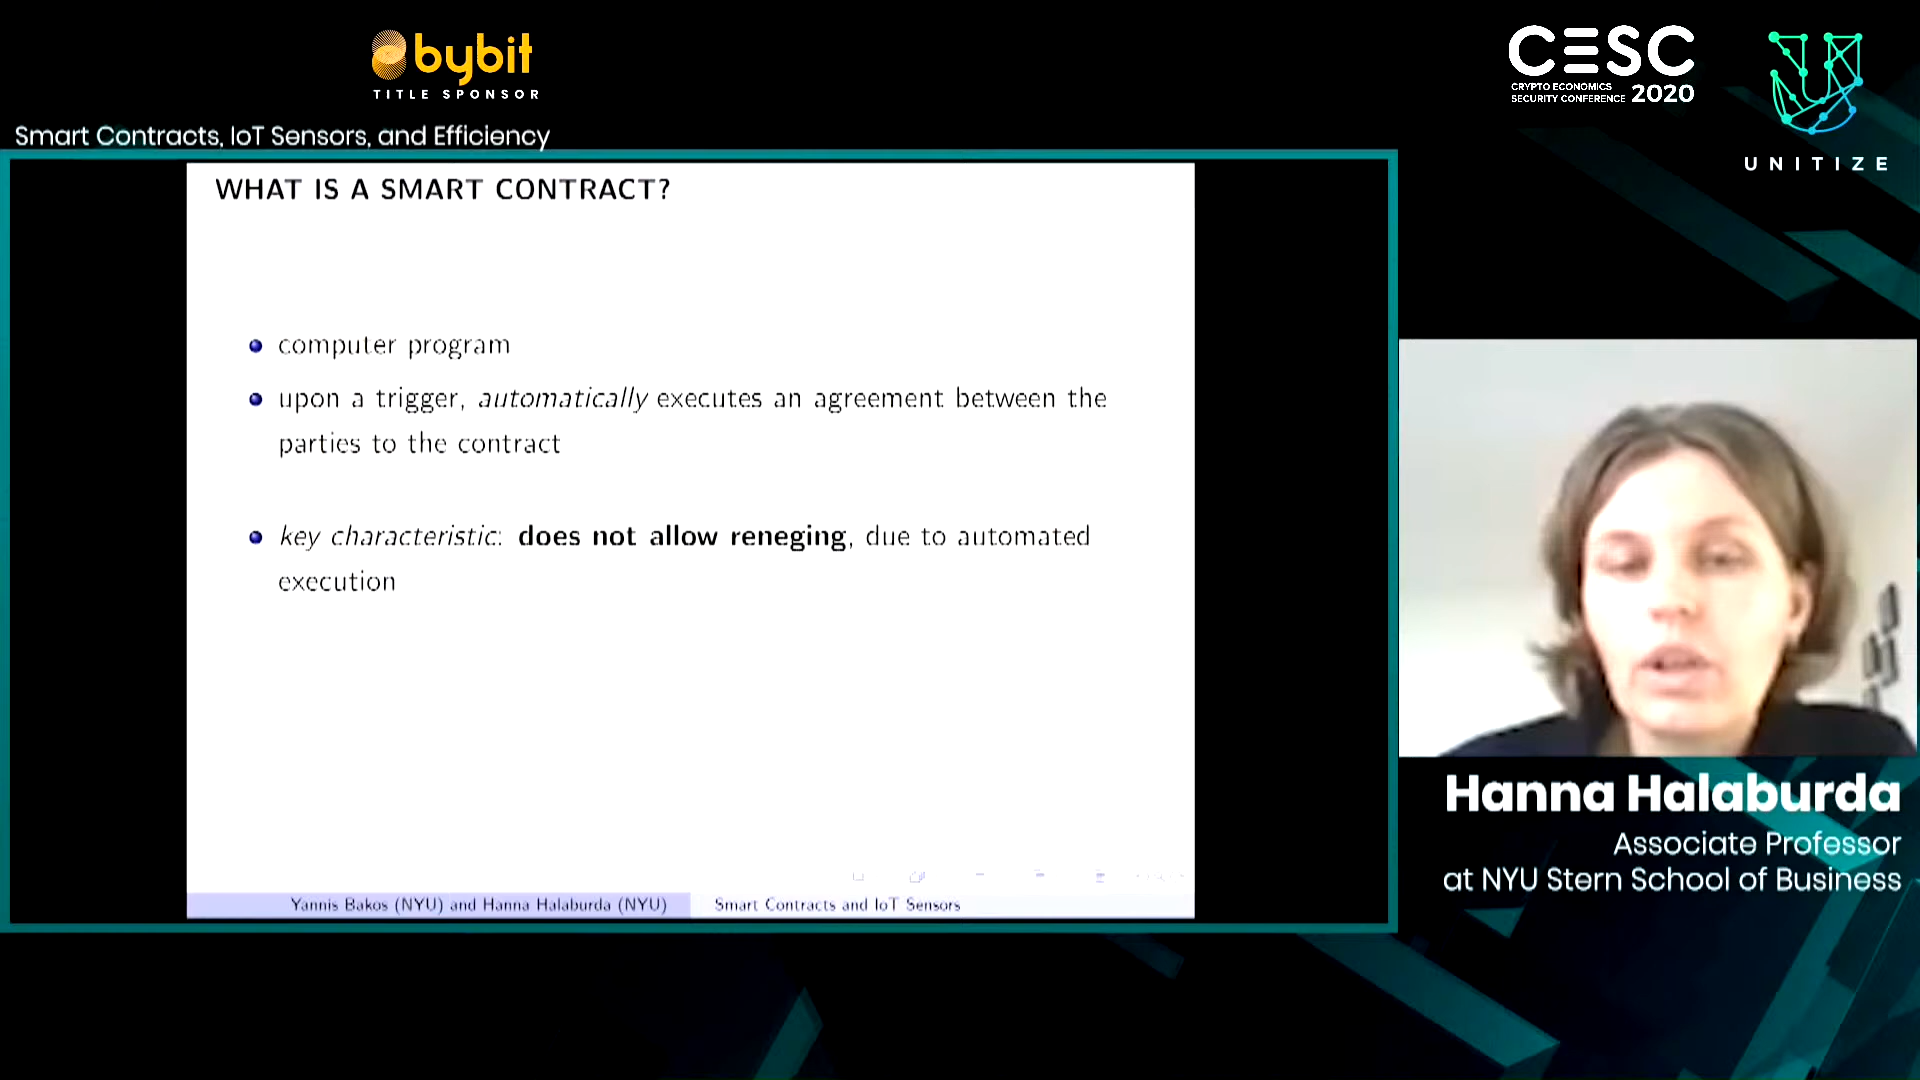 bybit
TITLE SPONSOR
CESC
CRYPTO ECONOMICS
SECURITY CONFERENCE 2020
UNITIZE
Smart Contracts, IoT Sensors, and Efficiency
WHAT IS A SMART CONTRACT?
computer program
upon a trigger, automatically executes an agreement between the
parties to the contract
key characteristic: does not allow reneging, due to automated
execution
Yannis Bakos (NYU) and Hanna Halaburda (NYU)
Smart Contracts and IoT Sensors
Hanna Halaburda
Associate Professor
at NYU Stern School of Business